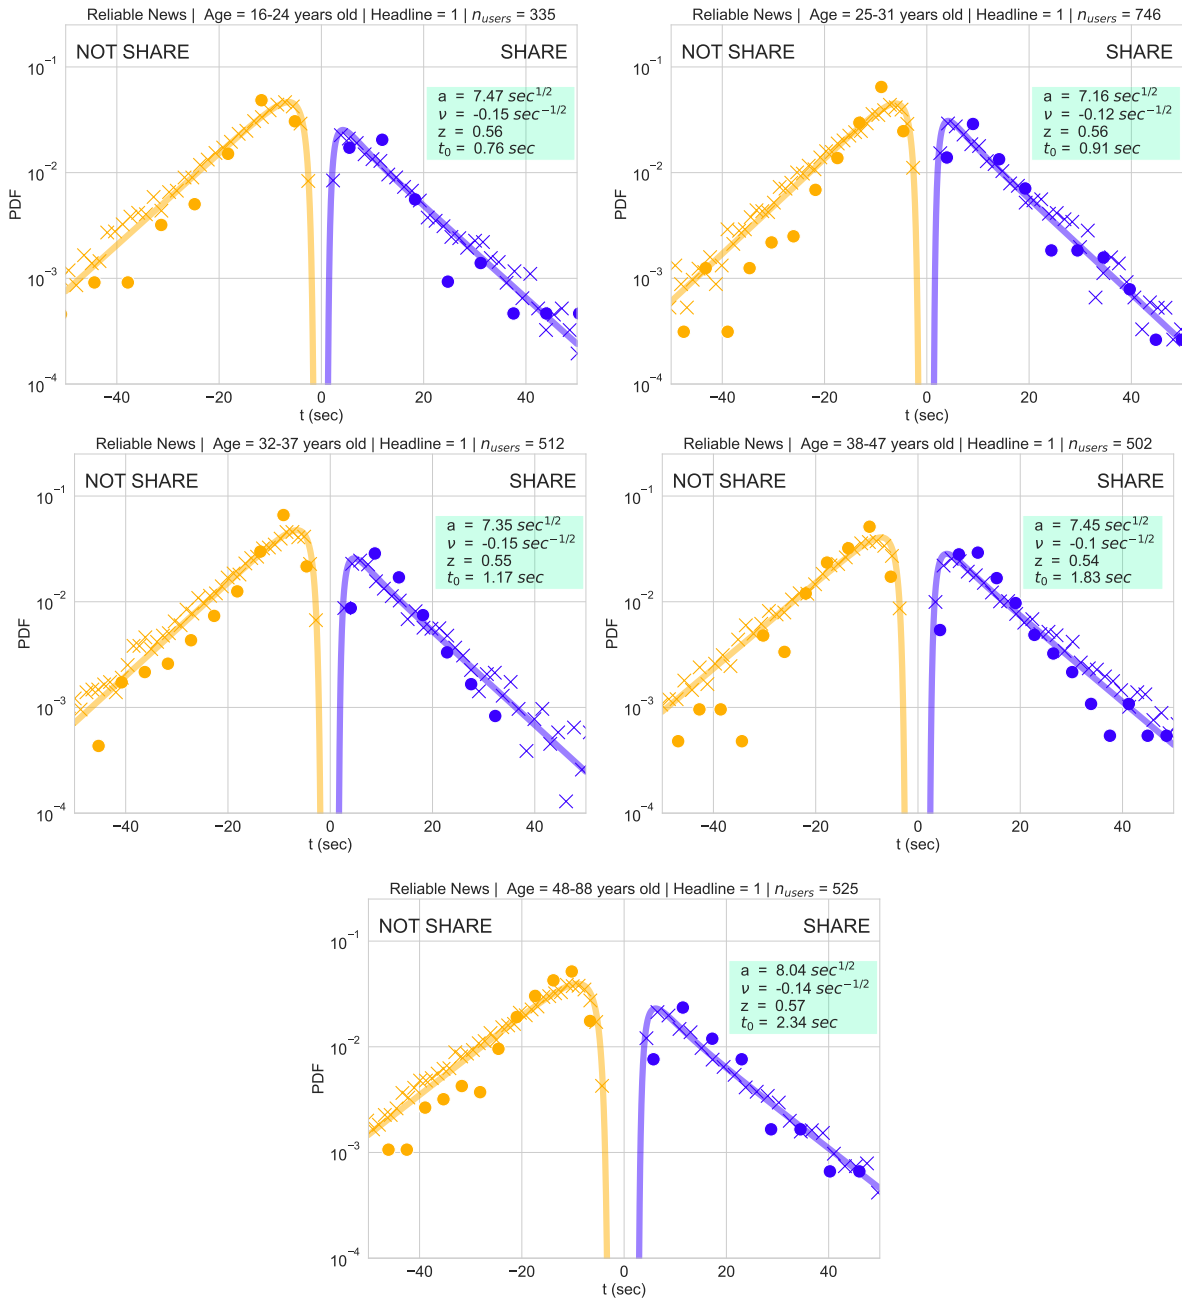 Reliable News | Age = 16-24 years old | Headline = 1 | n_users = 335
NOT SHARE
SHARE
a = 7.47 sec^{1/2}
ν = -0.15 sec^{-1/2}
z = 0.56
t_0 = 0.76 sec
10^{-1}
10^{-2}
10^{-3}
10^{-4}
PDF
−40
−20
0
20
40
t (sec)
Reliable News | Age = 25-31 years old | Headline = 1 | n_users = 746
NOT SHARE
SHARE
a = 7.16 sec^{1/2}
ν = -0.12 sec^{-1/2}
z = 0.56
t_0 = 0.91 sec
10^{-1}
10^{-2}
10^{-3}
10^{-4}
PDF
−40
−20
0
20
40
t (sec)
Reliable News | Age = 32-37 years old | Headline = 1 | n_users = 512
NOT SHARE
SHARE
a = 7.35 sec^{1/2}
ν = -0.15 sec^{-1/2}
z = 0.55
t_0 = 1.17 sec
10^{-1}
10^{-2}
10^{-3}
10^{-4}
PDF
−40
−20
0
20
40
t (sec)
Reliable News | Age = 38-47 years old | Headline = 1 | n_users = 502
NOT SHARE
SHARE
a = 7.45 sec^{1/2}
ν = -0.1 sec^{-1/2}
z = 0.54
t_0 = 1.83 sec
10^{-1}
10^{-2}
10^{-3}
10^{-4}
PDF
−40
−20
0
20
40
t (sec)
Reliable News | Age = 48-88 years old | Headline = 1 | n_users = 525
NOT SHARE
SHARE
a = 8.04 sec^{1/2}
ν = -0.14 sec^{-1/2}
z = 0.57
t_0 = 2.34 sec
10^{-1}
10^{-2}
10^{-3}
10^{-4}
PDF
−40
−20
0
20
40
t (sec)